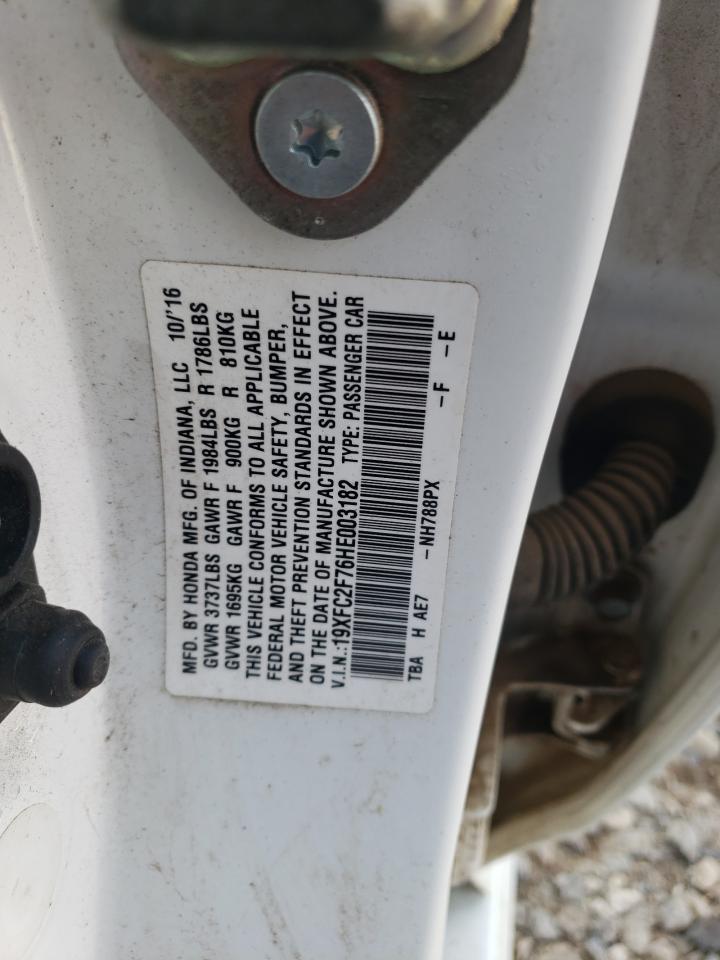 MFD. BY HONDA MFG. OF INDIANA, LLC 10/'16
GVWR 3737LBS GAWR F 1984LBS R 1786LBS
GVWR 1695KG GAWR F 900KG R 810KG
THIS VEHICLE CONFORMS TO ALL APPLICABLE
FEDERAL MOTOR VEHICLE SAFETY, BUMPER,
AND THEFT PREVENTION STANDARDS IN EFFECT
ON THE DATE OF MANUFACTURE SHOWN ABOVE.
V.I.N.:19XFC2F76HE003182 TYPE: PASSENGER CAR
TBA H AE7 -NH788PX -F -E